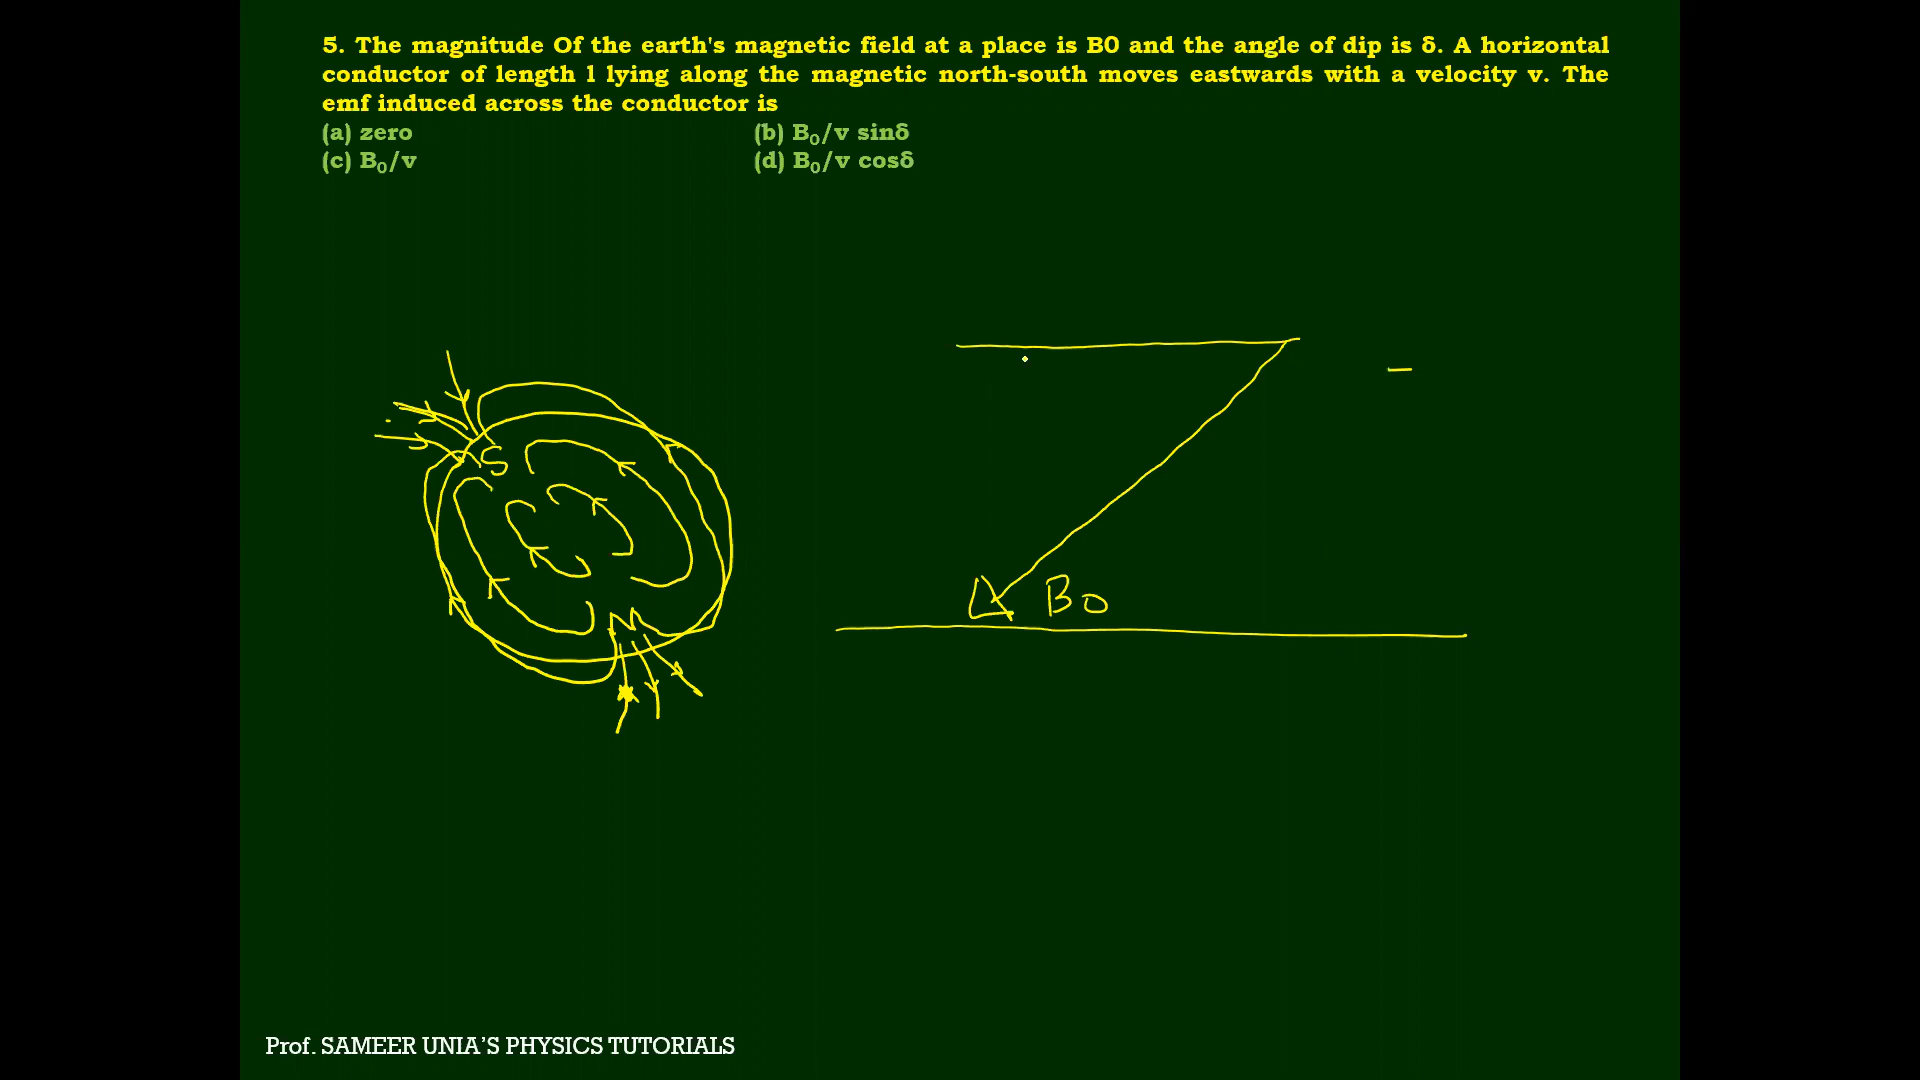 5. The magnitude Of the earth's magnetic field at a place is B0 and the angle of dip is δ. A horizontal
conductor of length l lying along the magnetic north-south moves eastwards with a velocity v. The
emf induced across the conductor is
(a) zero (b) B₀/v sinδ
(c) B₀/v (d) B₀/v cosδ
S
B0
N
Prof. SAMEER UNIA'S PHYSICS TUTORIALS